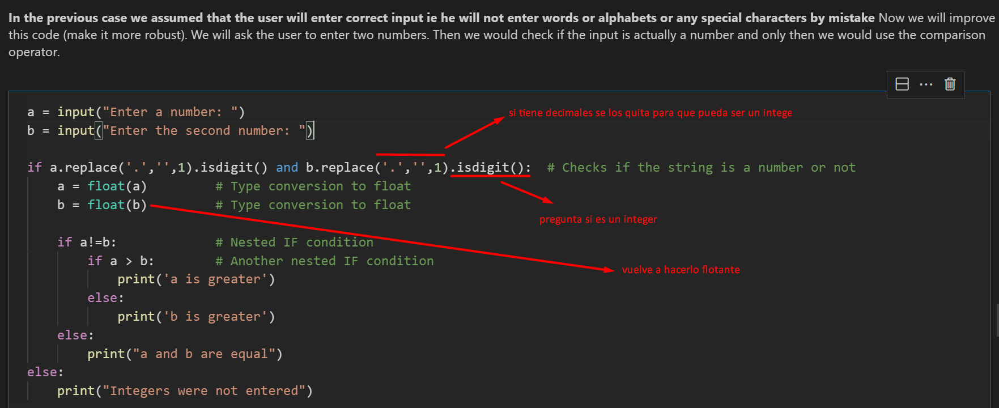 In the previous case we assumed that the user will enter correct input ie he will not enter words or alphabets or any special characters by mistake Now we will improve
this code (make it more robust). We will ask the user to enter two numbers. Then we would check if the input is actually a number and only then we would use the comparison
operator.
a = input("Enter a number: ")
si tiene decimales se los quita para que pueda ser un intege
b = input("Enter the second number: ")
if a.replace('.','',1).isdigit() and b.replace('.','',1).isdigit():  # Checks if the string is a number or not
    a = float(a)         # Type conversion to float
    b = float(b)         # Type conversion to float
pregunta si es un integer
    if a!=b:             # Nested IF condition
        if a > b:        # Another nested IF condition
vuelve a hacerlo flotante
            print('a is greater')
        else:
            print('b is greater')
    else:
        print("a and b are equal")
else:
    print("Integers were not entered")